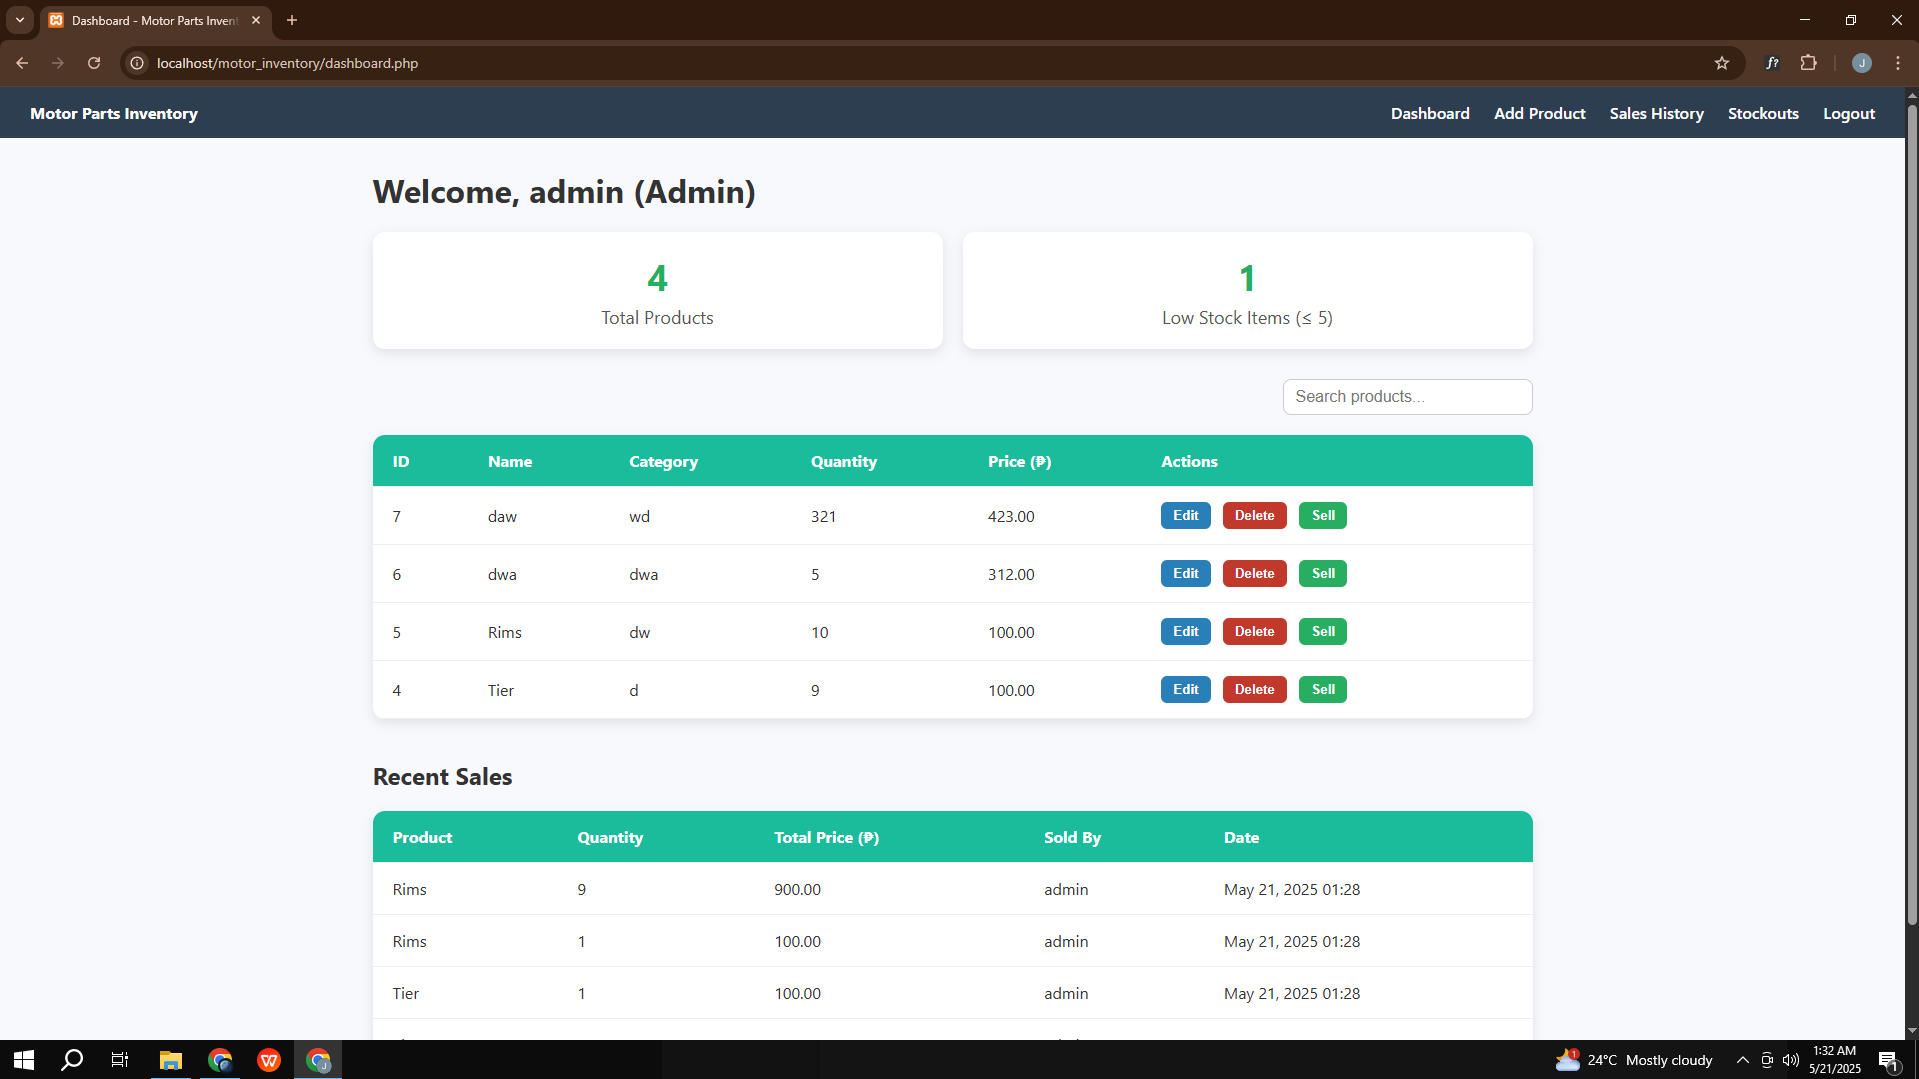 Dashboard - Motor Parts Invent
localhost/motor_inventory/dashboard.php
f?
J
Motor Parts Inventory
Dashboard Add Product Sales History Stockouts Logout
Welcome, admin (Admin)
4
Total Products
1
Low Stock Items (≤ 5)
Search products...
ID Name Category Quantity Price (₱) Actions
7 daw wd 321 423.00 Edit Delete Sell
6 dwa dwa 5 312.00 Edit Delete Sell
5 Rims dw 10 100.00 Edit Delete Sell
4 Tier d 9 100.00 Edit Delete Sell
Recent Sales
Product Quantity Total Price (₱) Sold By Date
Rims 9 900.00 admin May 21, 2025 01:28
Rims 1 100.00 admin May 21, 2025 01:28
Tier 1 100.00 admin May 21, 2025 01:28
W
J
1
24°C Mostly cloudy
1:32 AM
5/21/2025
1